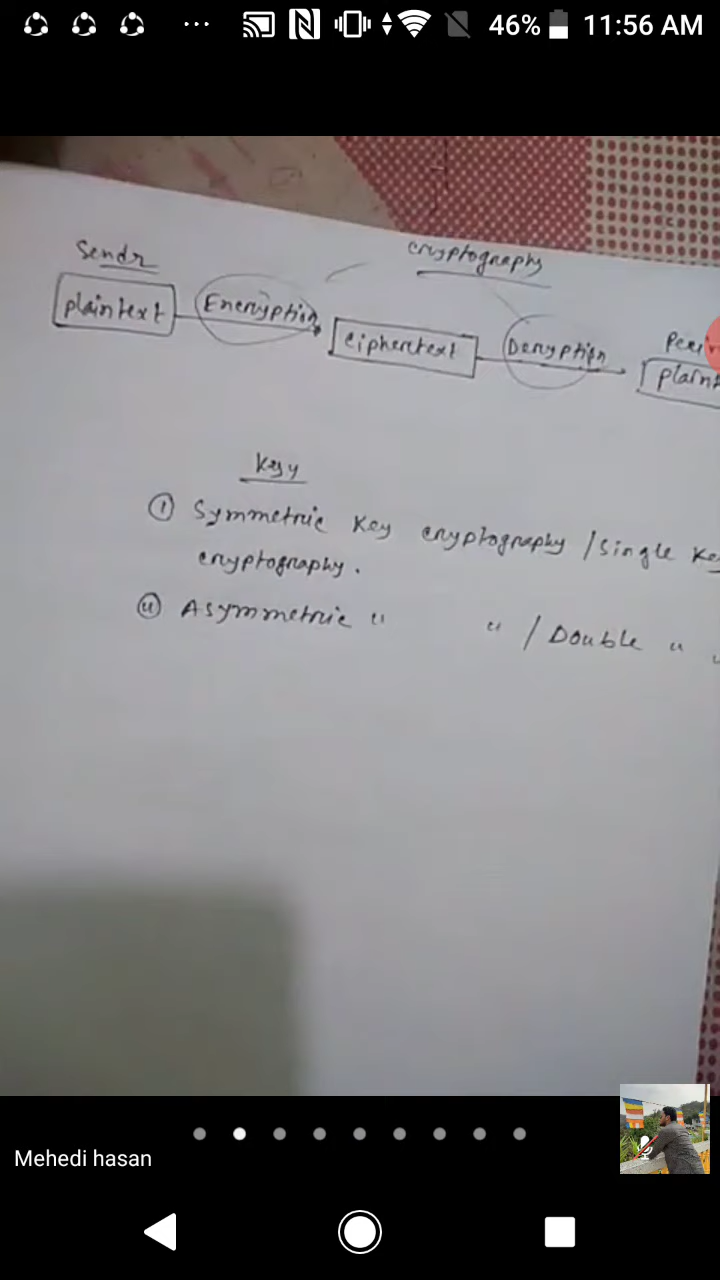 46% 11:56 AM
Sendr
cryptography
plaintext Encryption ciphertext Decryption
Key
① Symmetric Key cryptography / Single Key
cryptography.
② Asymmetric " " / Double " "
Mehedi hasan